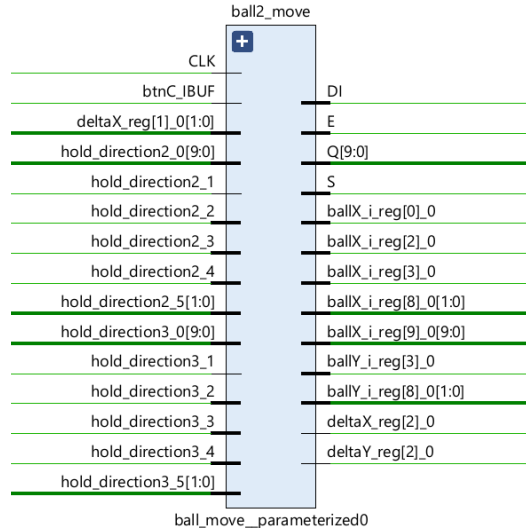 ball2_move
CLK
btnC_IBUF
deltaX_reg[1]_0[1:0]
hold_direction2_0[9:0]
hold_direction2_1
hold_direction2_2
hold_direction2_3
hold_direction2_4
hold_direction2_5[1:0]
hold_direction3_0[9:0]
hold_direction3_1
hold_direction3_2
hold_direction3_3
hold_direction3_4
hold_direction3_5[1:0]
DI
E
Q[9:0]
S
ballX_i_reg[0]_0
ballX_i_reg[2]_0
ballX_i_reg[3]_0
ballX_i_reg[8]_0[1:0]
ballX_i_reg[9]_0[9:0]
ballY_i_reg[3]_0
ballY_i_reg[8]_0[1:0]
deltaX_reg[2]_0
deltaY_reg[2]_0
ball_move__parameterized0